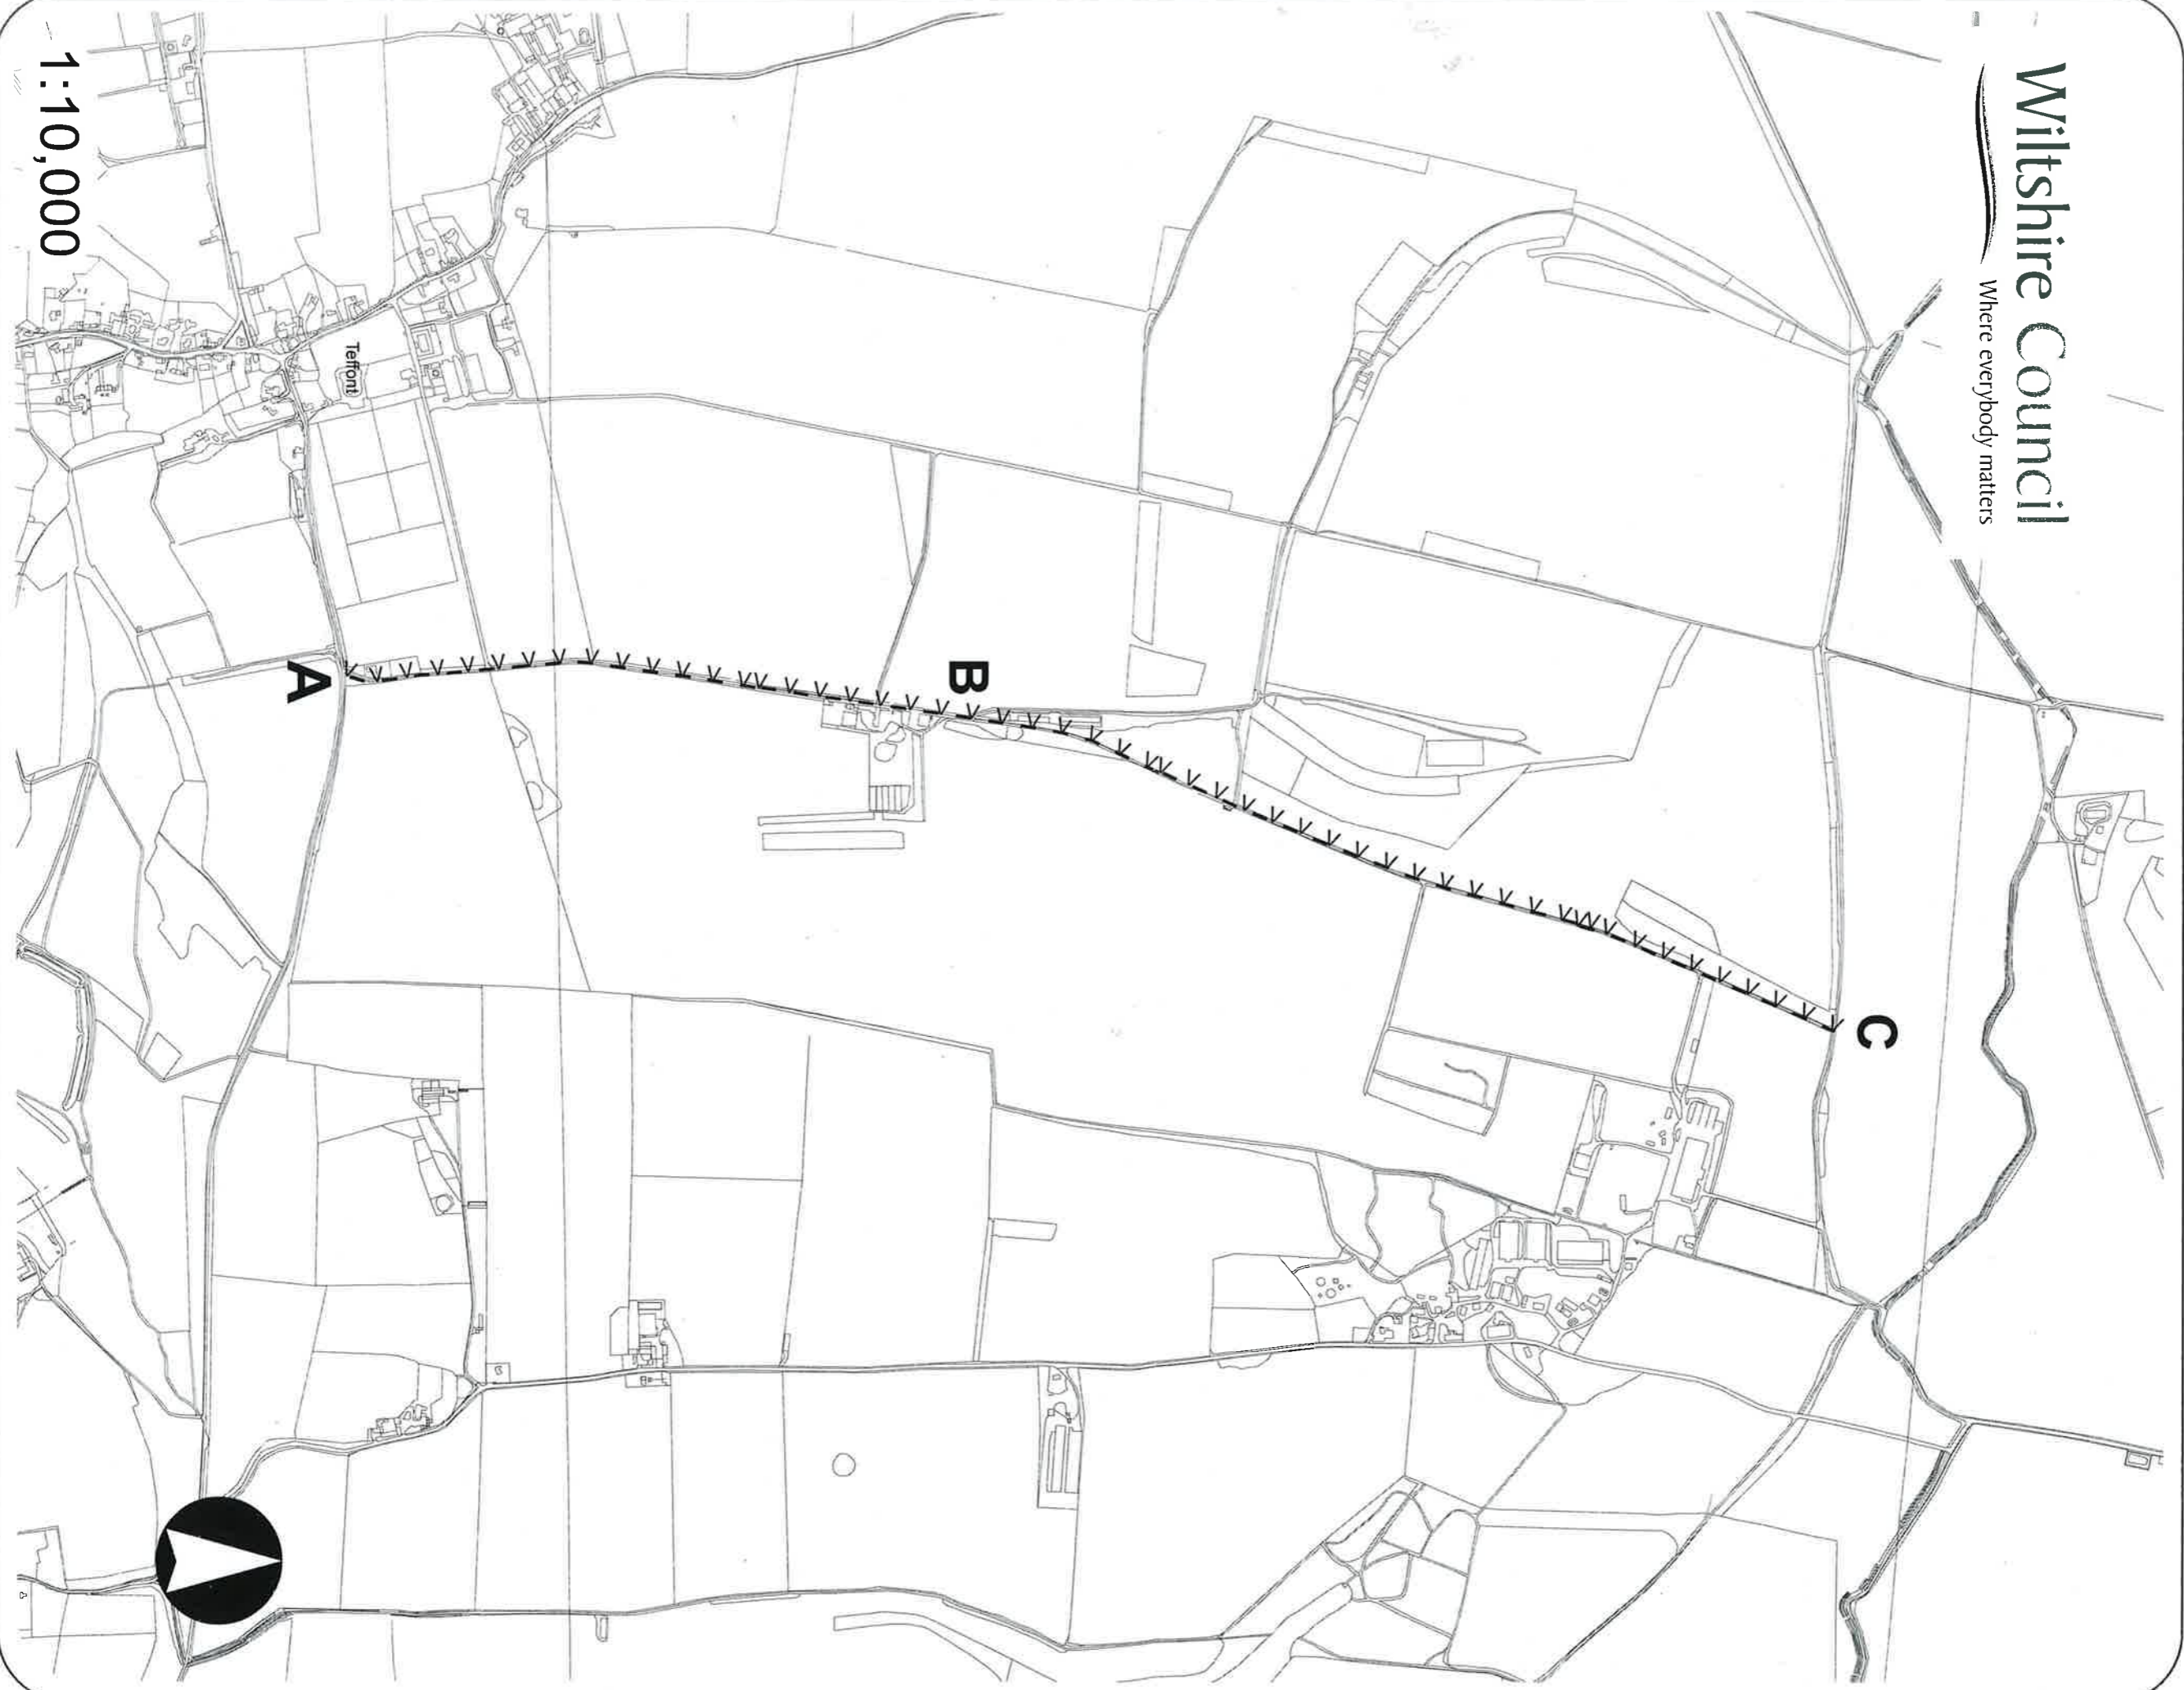 Wiltshire Council
Where everybody matters
C
B
A
Teffont
1:10,000